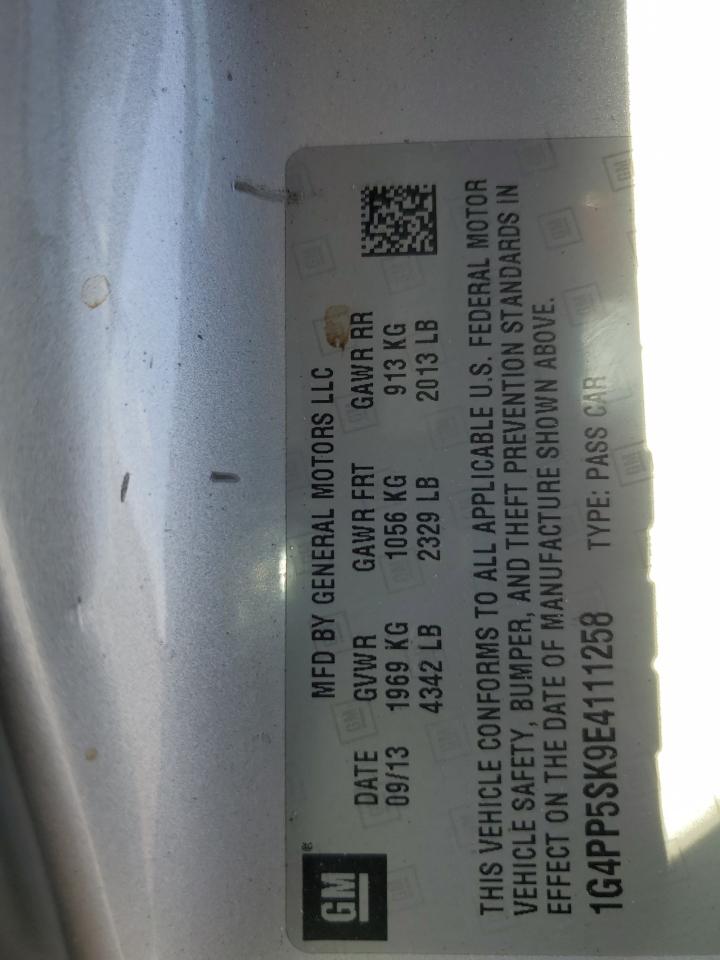 GM®
MFD BY GENERAL MOTORS LLC
DATE GVWR GAWR FRT GAWR RR
09/13 1969 KG 1056 KG 913 KG
4342 LB 2329 LB 2013 LB
THIS VEHICLE CONFORMS TO ALL APPLICABLE U.S. FEDERAL MOTOR
VEHICLE SAFETY, BUMPER, AND THEFT PREVENTION STANDARDS IN
EFFECT ON THE DATE OF MANUFACTURE SHOWN ABOVE.
1G4PP5SK9E4111258 TYPE: PASS CAR